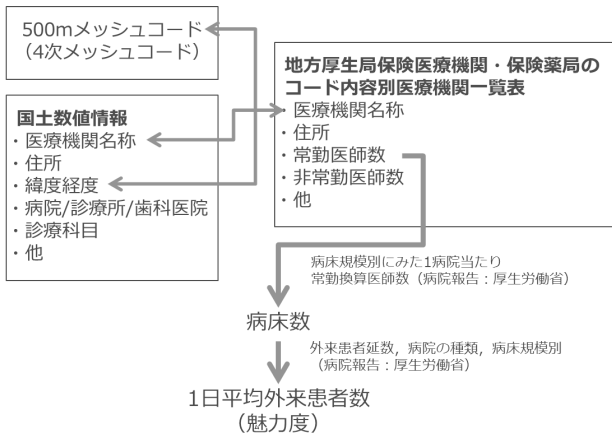 500mメッシュコード
（4次メッシュコード）
国土数値情報
・医療機関名称
・住所
・緯度経度
・病院/診療所/歯科医院
・診療科目
・他
地方厚生局保険医療機関・保険薬局の
コード内容別医療機関一覧表
・医療機関名称
・住所
・常勤医師数
・非常勤医師数
・他
病床規模別にみた1病院当たり
常勤換算医師数（病院報告：厚生労働省）
病床数
外来患者延数，病院の種類，病床規模別
（病院報告：厚生労働省）
1日平均外来患者数
（魅力度）